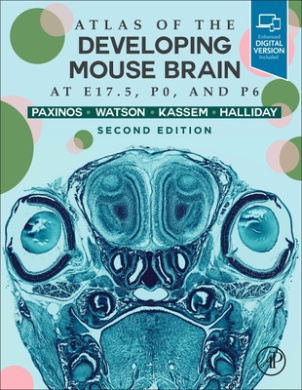 ATLAS OF THE
DEVELOPING
MOUSE BRAIN
AT E17.5, P0, AND P6
PAXINOS • WATSON • KASSEM • HALLIDAY
SECOND EDITION
Enhanced
DIGITAL
VERSION
Included
AP